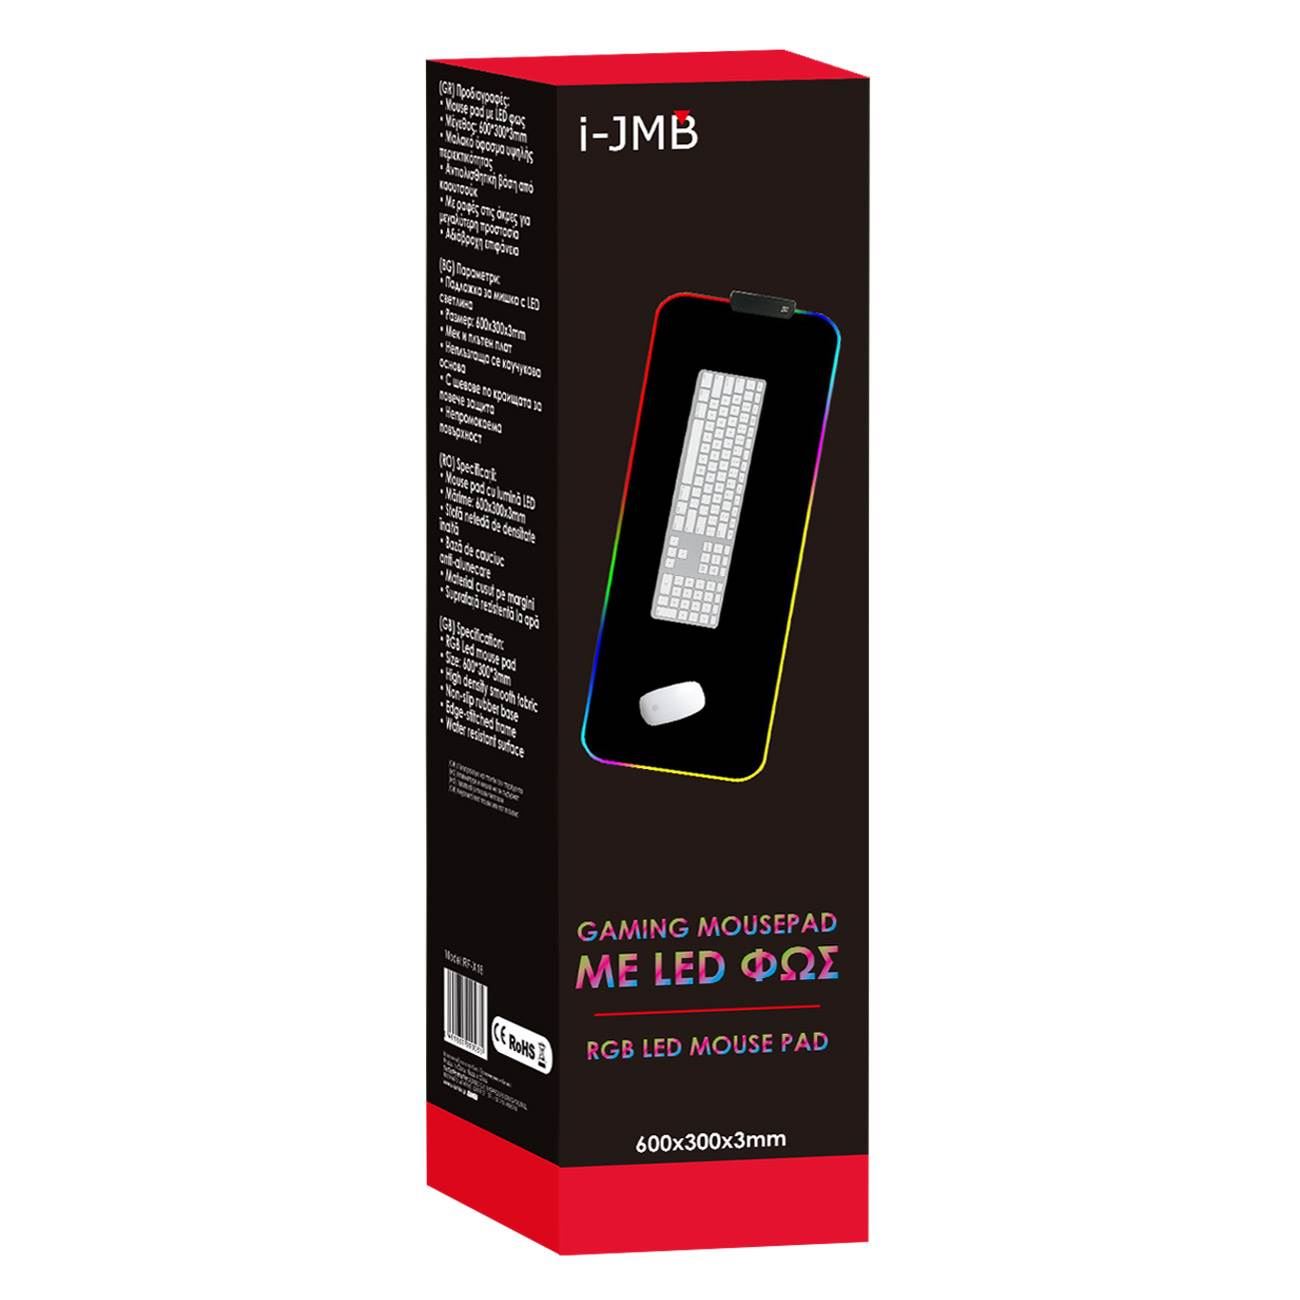 i-JMB
GAMING MOUSEPAD
ΜΕ LED ΦΩΣ
RGB LED MOUSE PAD
600x300x3mm
(GR) Προδιαγραφές:
• Mouse pad με LED φως
• Μέγεθος: 600*300*3mm
• Μαλακό ύφασμα υψηλής
περιεκτικότητας
• Αντιολισθητική βάση από
καουτσούκ
• Με ραφές στις άκρες για
μεγαλύτερη προστασία
• Αδιάβροχη επιφάνεια
(BG) Параметри:
• Подложка за мишка с LED
светлина
• Размер: 600x300x3mm
• Мек и плътен плат
• Нехлъзгаща се каучукова
основа
• С шевове по краищата за
повече защита
• Непромокаема
повърхност
(RO) Specificații:
• Mouse pad cu lumină LED
• Mărime: 600x300x3mm
• Stofă netedă de densitate
înaltă
• Bază de cauciuc
anti-alunecare
• Material cusut pe margini
• Suprafață rezistentă la apă
(GB) Specification:
• RGB Led mouse pad
• Size: 600*300*3mm
• High density smooth fabric
• Non-slip rubber base
• Edge-stitched frame
• Water resistant surface
Model:RF-X18
CE RoHS